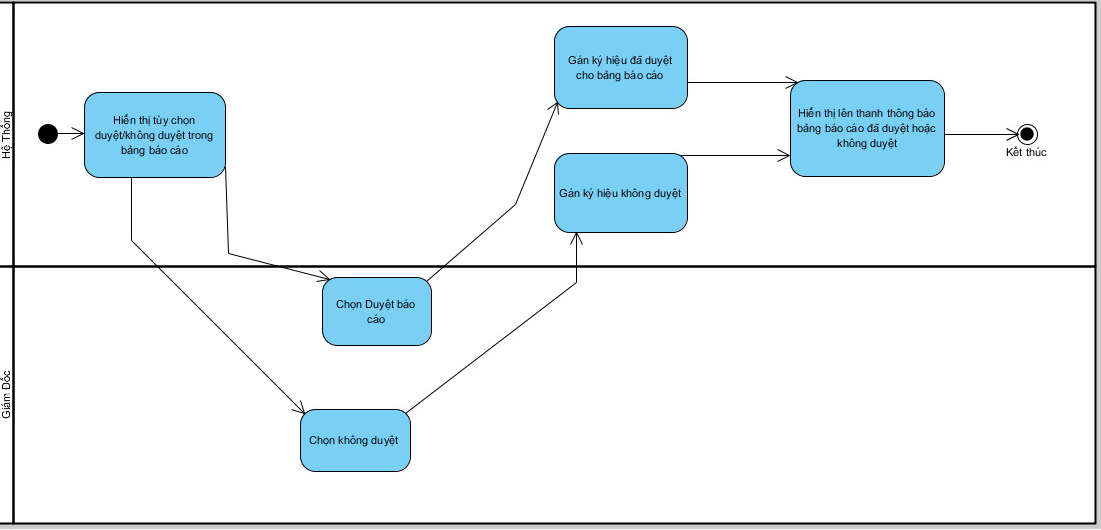 Hệ Thống
Hiển thị tùy chọn
duyệt/không duyệt trong
bảng báo cáo
Gán ký hiệu đã duyệt
cho bảng báo cáo
Gán ký hiệu không duyệt
Hiển thị lên thanh thông báo
bảng báo cáo đã duyệt hoặc
không duyệt
Kết thúc
Giám Đốc
Chọn Duyệt báo
cáo
Chọn không duyệt